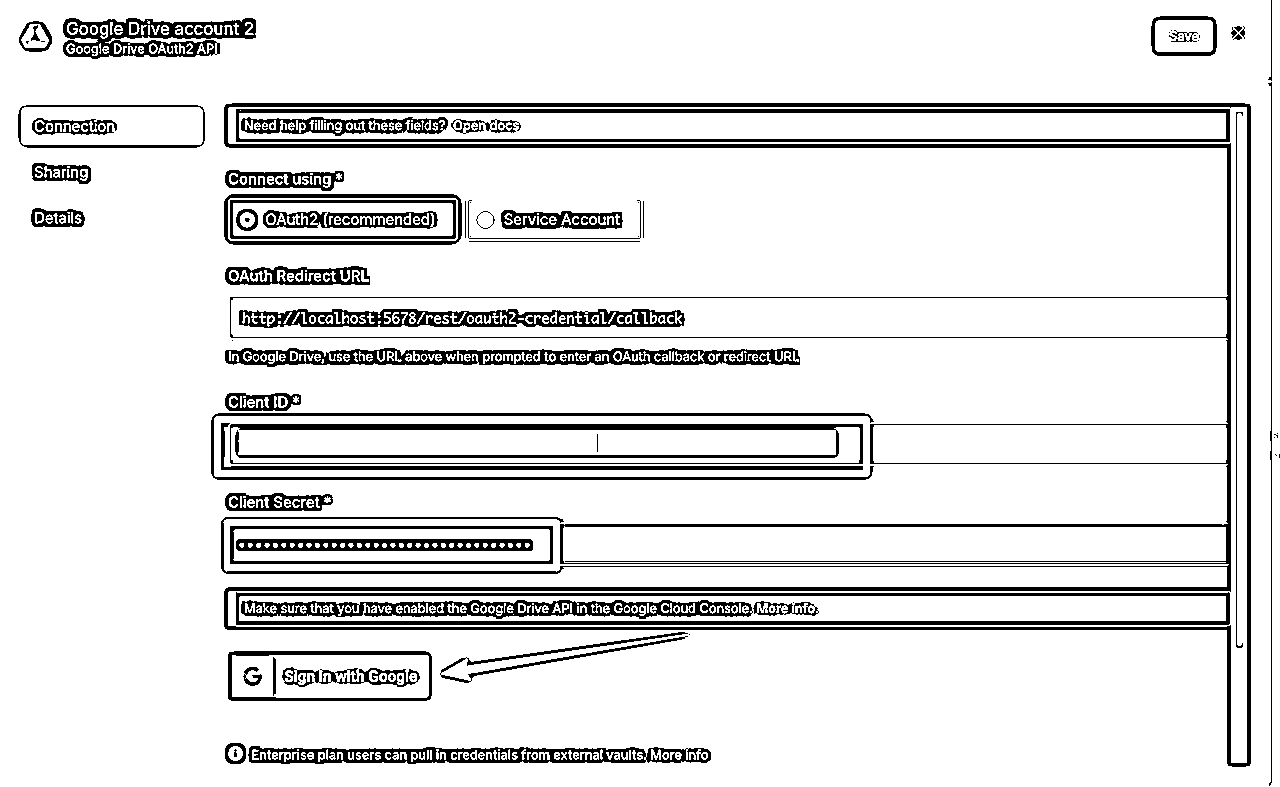 Google Drive account 2
Google Drive OAuth2 API
Save
Connection
Sharing
Details
Need help filling out these fields? Open docs
Connect using *
OAuth2 (recommended)
Service Account
OAuth Redirect URL
http://localhost:5678/rest/oauth2-credential/callback
In Google Drive, use the URL above when prompted to enter an OAuth callback or redirect URL
Client ID *
Client Secret *
Make sure that you have enabled the Google Drive API in the Google Cloud Console. More info
G Sign in with Google
Enterprise plan users can pull in credentials from external vaults. More info